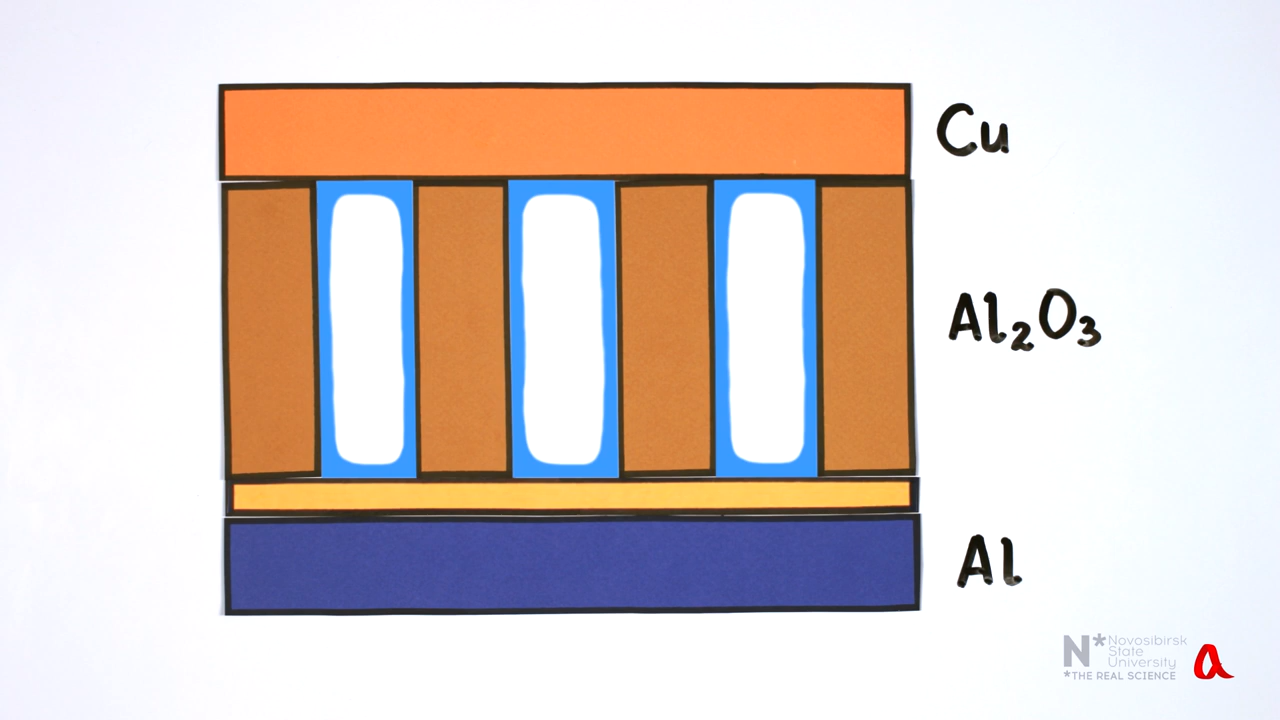 Cu
Al₂O₃
Al
N* Novosibirsk
State
University
*THE REAL SCIENCE
a